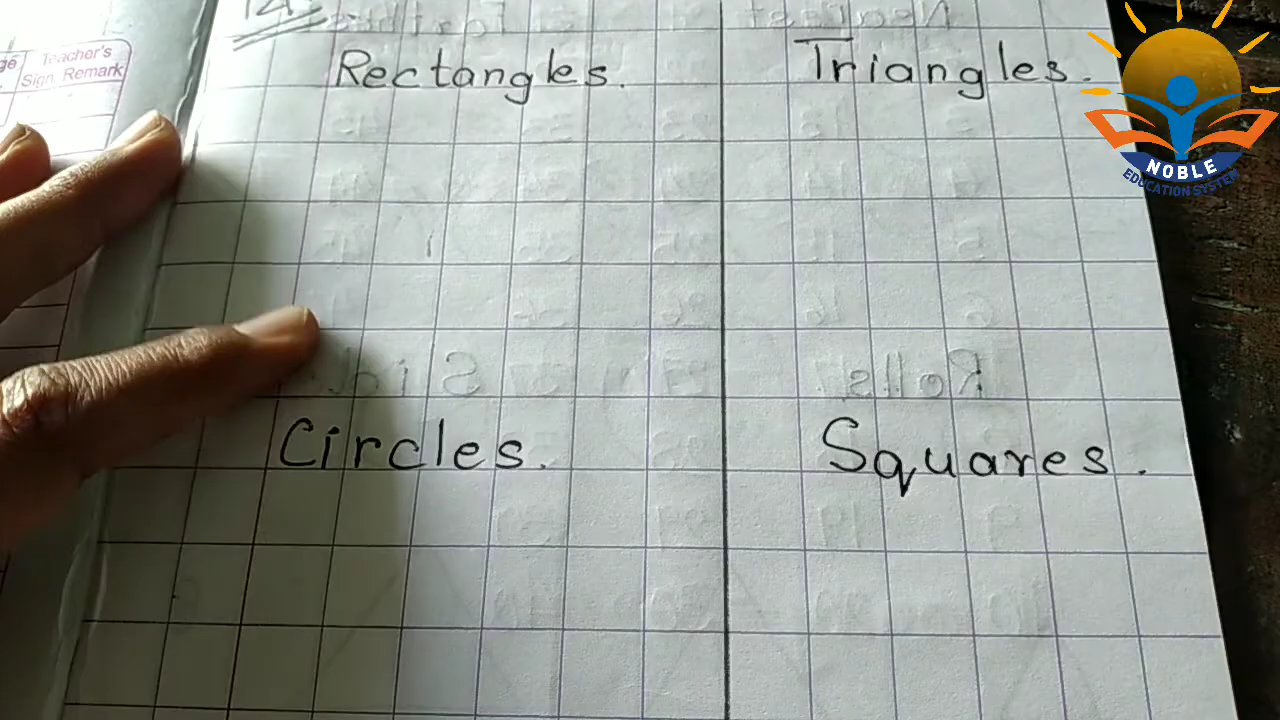 Teacher's
Sign. Remark
Rectangles.
Triangles.
Circles.
Squares.
NOBLE
EDUCATION SYSTEM